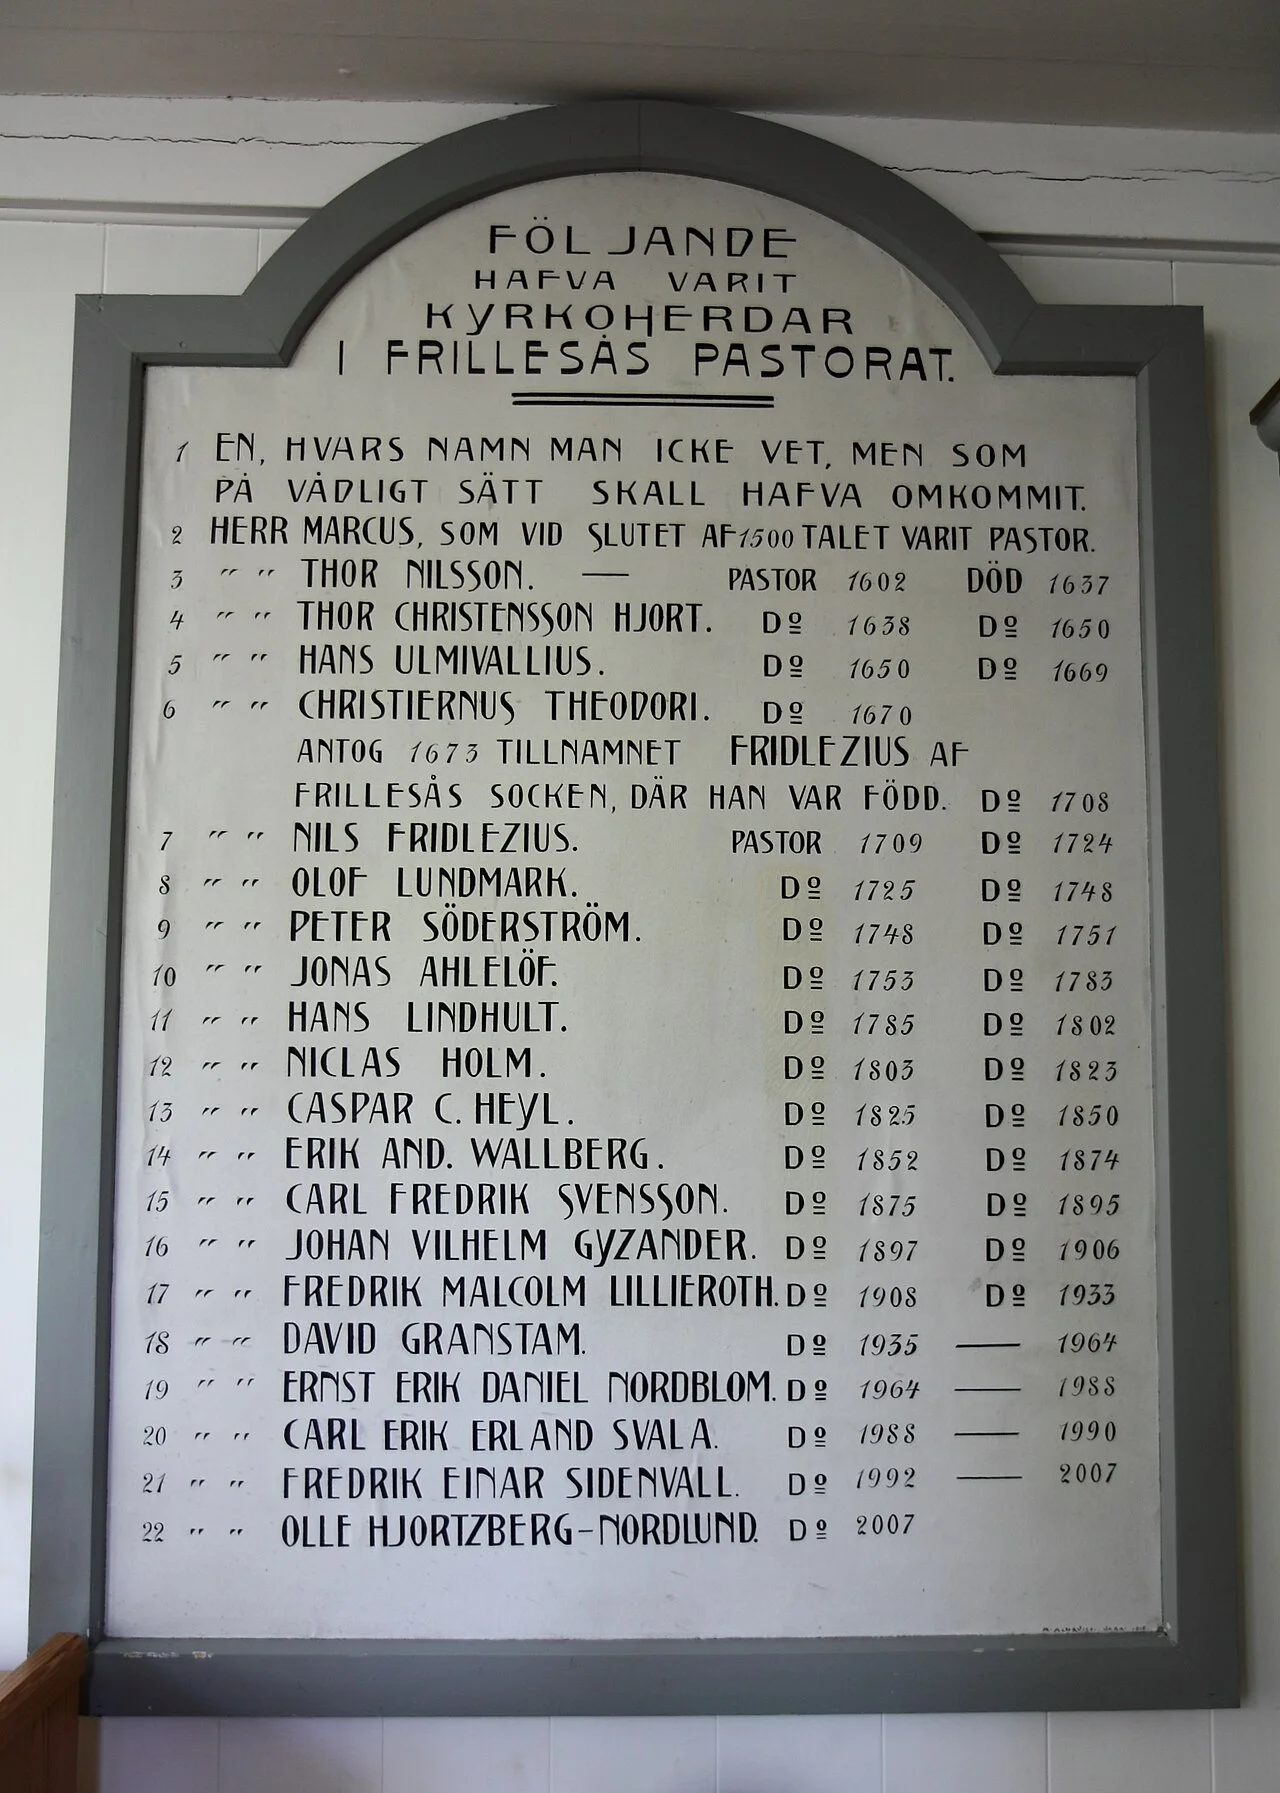 FÖLJANDE
HAFVA VARIT
KYRKOHERDAR
I FRILLESÅS PASTORAT.
1 EN, HVARS NAMN MAN ICKE VET, MEN SOM
PÅ VÅDLIGT SÄTT SKALL HAFVA OMKOMMIT.
2 HERR MARCUS, SOM VID SLUTET AF 1500 TALET VARIT PASTOR.
3 " " THOR NILSSON. — PASTOR 1602 DÖD 1637
4 " " THOR CHRISTENSSON HJORT. Dº 1638 Dº 1650
5 " " HANS ULMIVALLIUS. Dº 1650 Dº 1669
6 " " CHRISTIERNUS THEODORI. Dº 1670
ANTOG 1673 TILLNAMNET FRIDLEZIUS AF
FRILLESÅS SOCKEN, DÄR HAN VAR FÖDD. Dº 1708
7 " " NILS FRIDLEZIUS. PASTOR 1709 Dº 1724
8 " " OLOF LUNDMARK. Dº 1725 Dº 1748
9 " " PETER SÖDERSTRÖM. Dº 1748 Dº 1751
10 " " JONAS AHLELÖF. Dº 1753 Dº 1783
11 " " HANS LINDHULT. Dº 1785 Dº 1802
12 " " NICLAS HOLM. Dº 1803 Dº 1823
13 " " CASPAR C. HEYL. Dº 1825 Dº 1850
14 " " ERIK AND. WALLBERG. Dº 1852 Dº 1874
15 " " CARL FREDRIK SVENSSON. Dº 1875 Dº 1895
16 " " JOHAN VILHELM GYZANDER. Dº 1897 Dº 1906
17 " " FREDRIK MALCOLM LILLIEROTH. Dº 1908 Dº 1933
18 " " DAVID GRANSTAM. Dº 1935 — 1964
19 " " ERNST ERIK DANIEL NORDBLOM. Dº 1964 — 1988
20 " " CARL ERIK ERLAND SVALA. Dº 1988 — 1990
21 " " FREDRIK EINAR SIDENVALL. Dº 1992 — 2007
22 " " OLLE HJORTZBERG-NORDLUND. Dº 2007